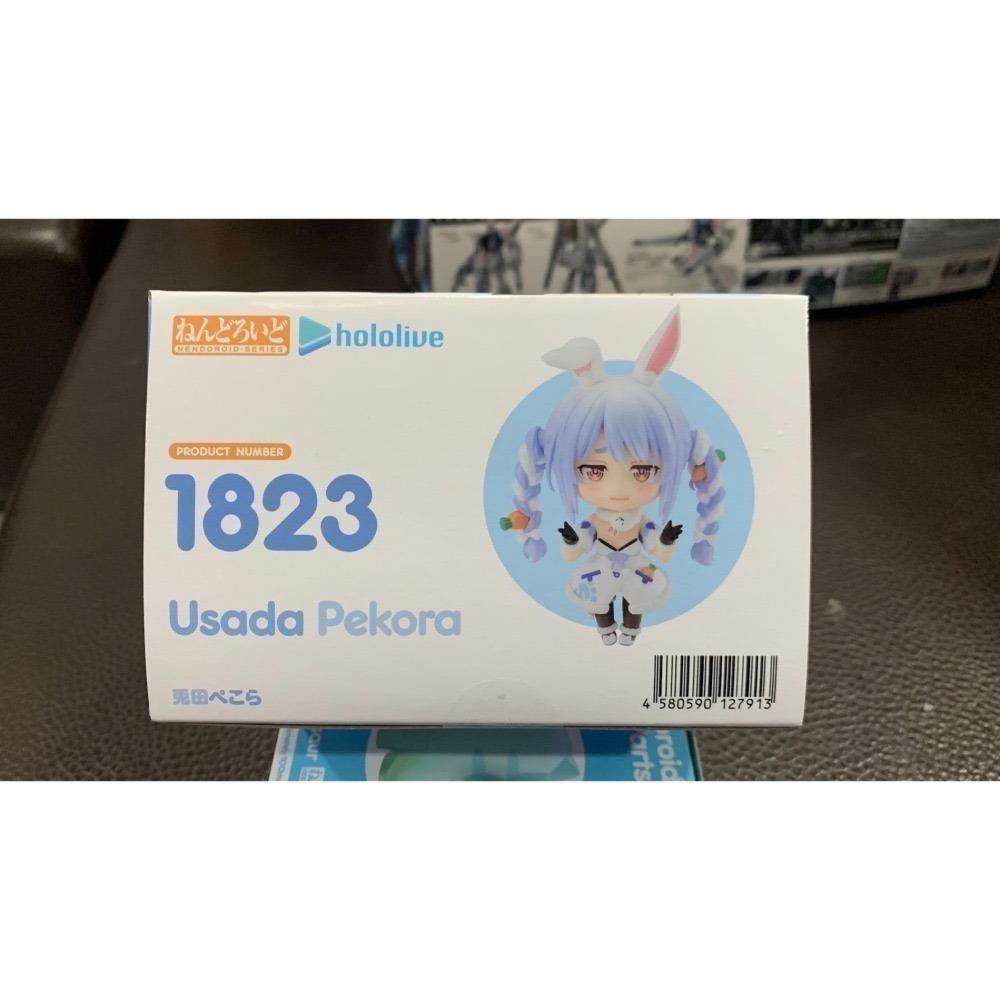 ねんどろいど
NENDOROID-SERIES
hololive
PRODUCT NUMBER
1823
Usada Pekora
兎田ぺこら
4 580590 127913